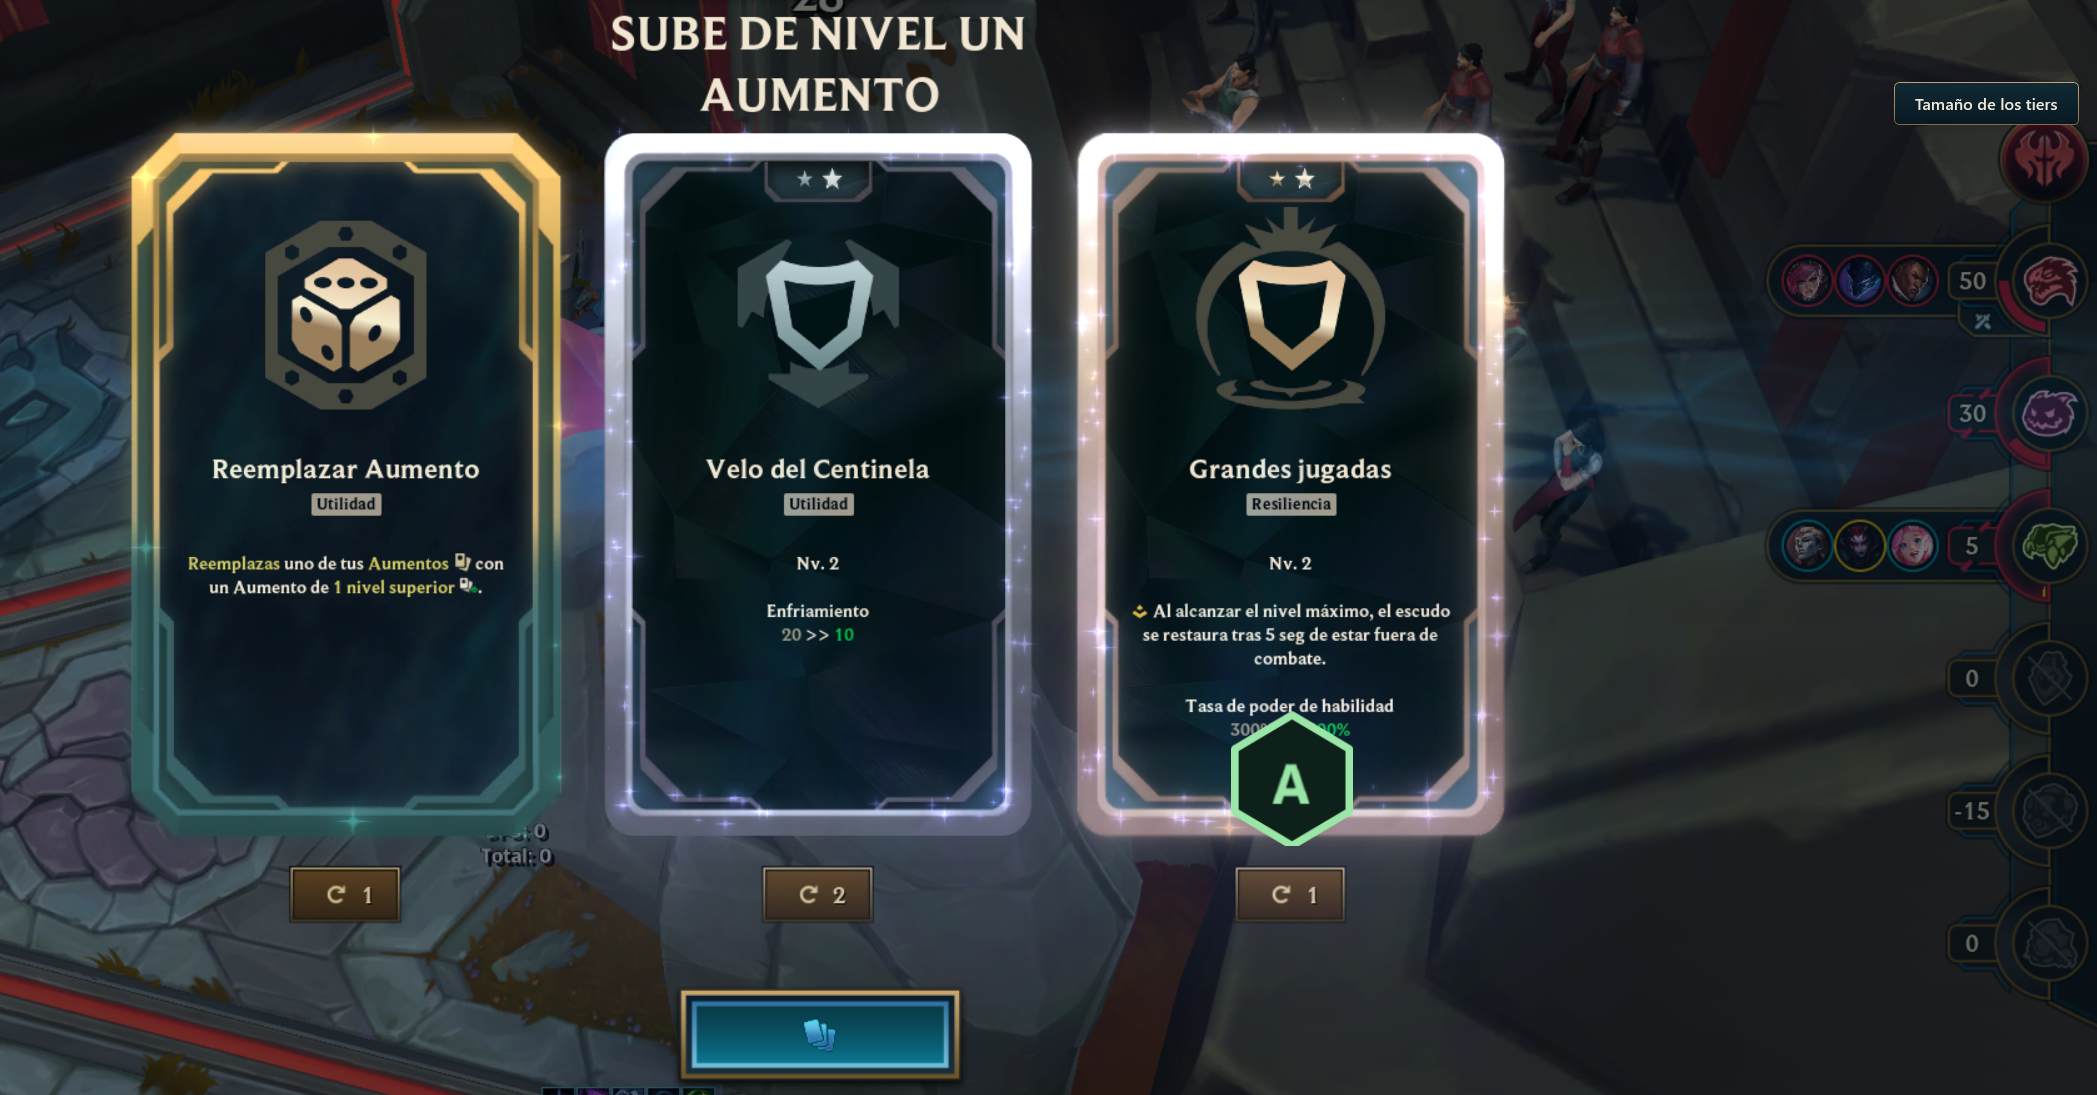 SUBE DE NIVEL UN
AUMENTO
Tamaño de los tiers
Reemplazar Aumento
Utilidad
Reemplazas uno de tus Aumentos con
un Aumento de 1 nivel superior.
1
Velo del Centinela
Utilidad
Nv. 2
Enfriamiento
20 >> 10
2
Grandes jugadas
Resiliencia
Nv. 2
Al alcanzar el nivel máximo, el escudo
se restaura tras 5 seg de estar fuera de
combate.
Tasa de poder de habilidad
A
1
Total: 0
50
30
5
0
-15
0